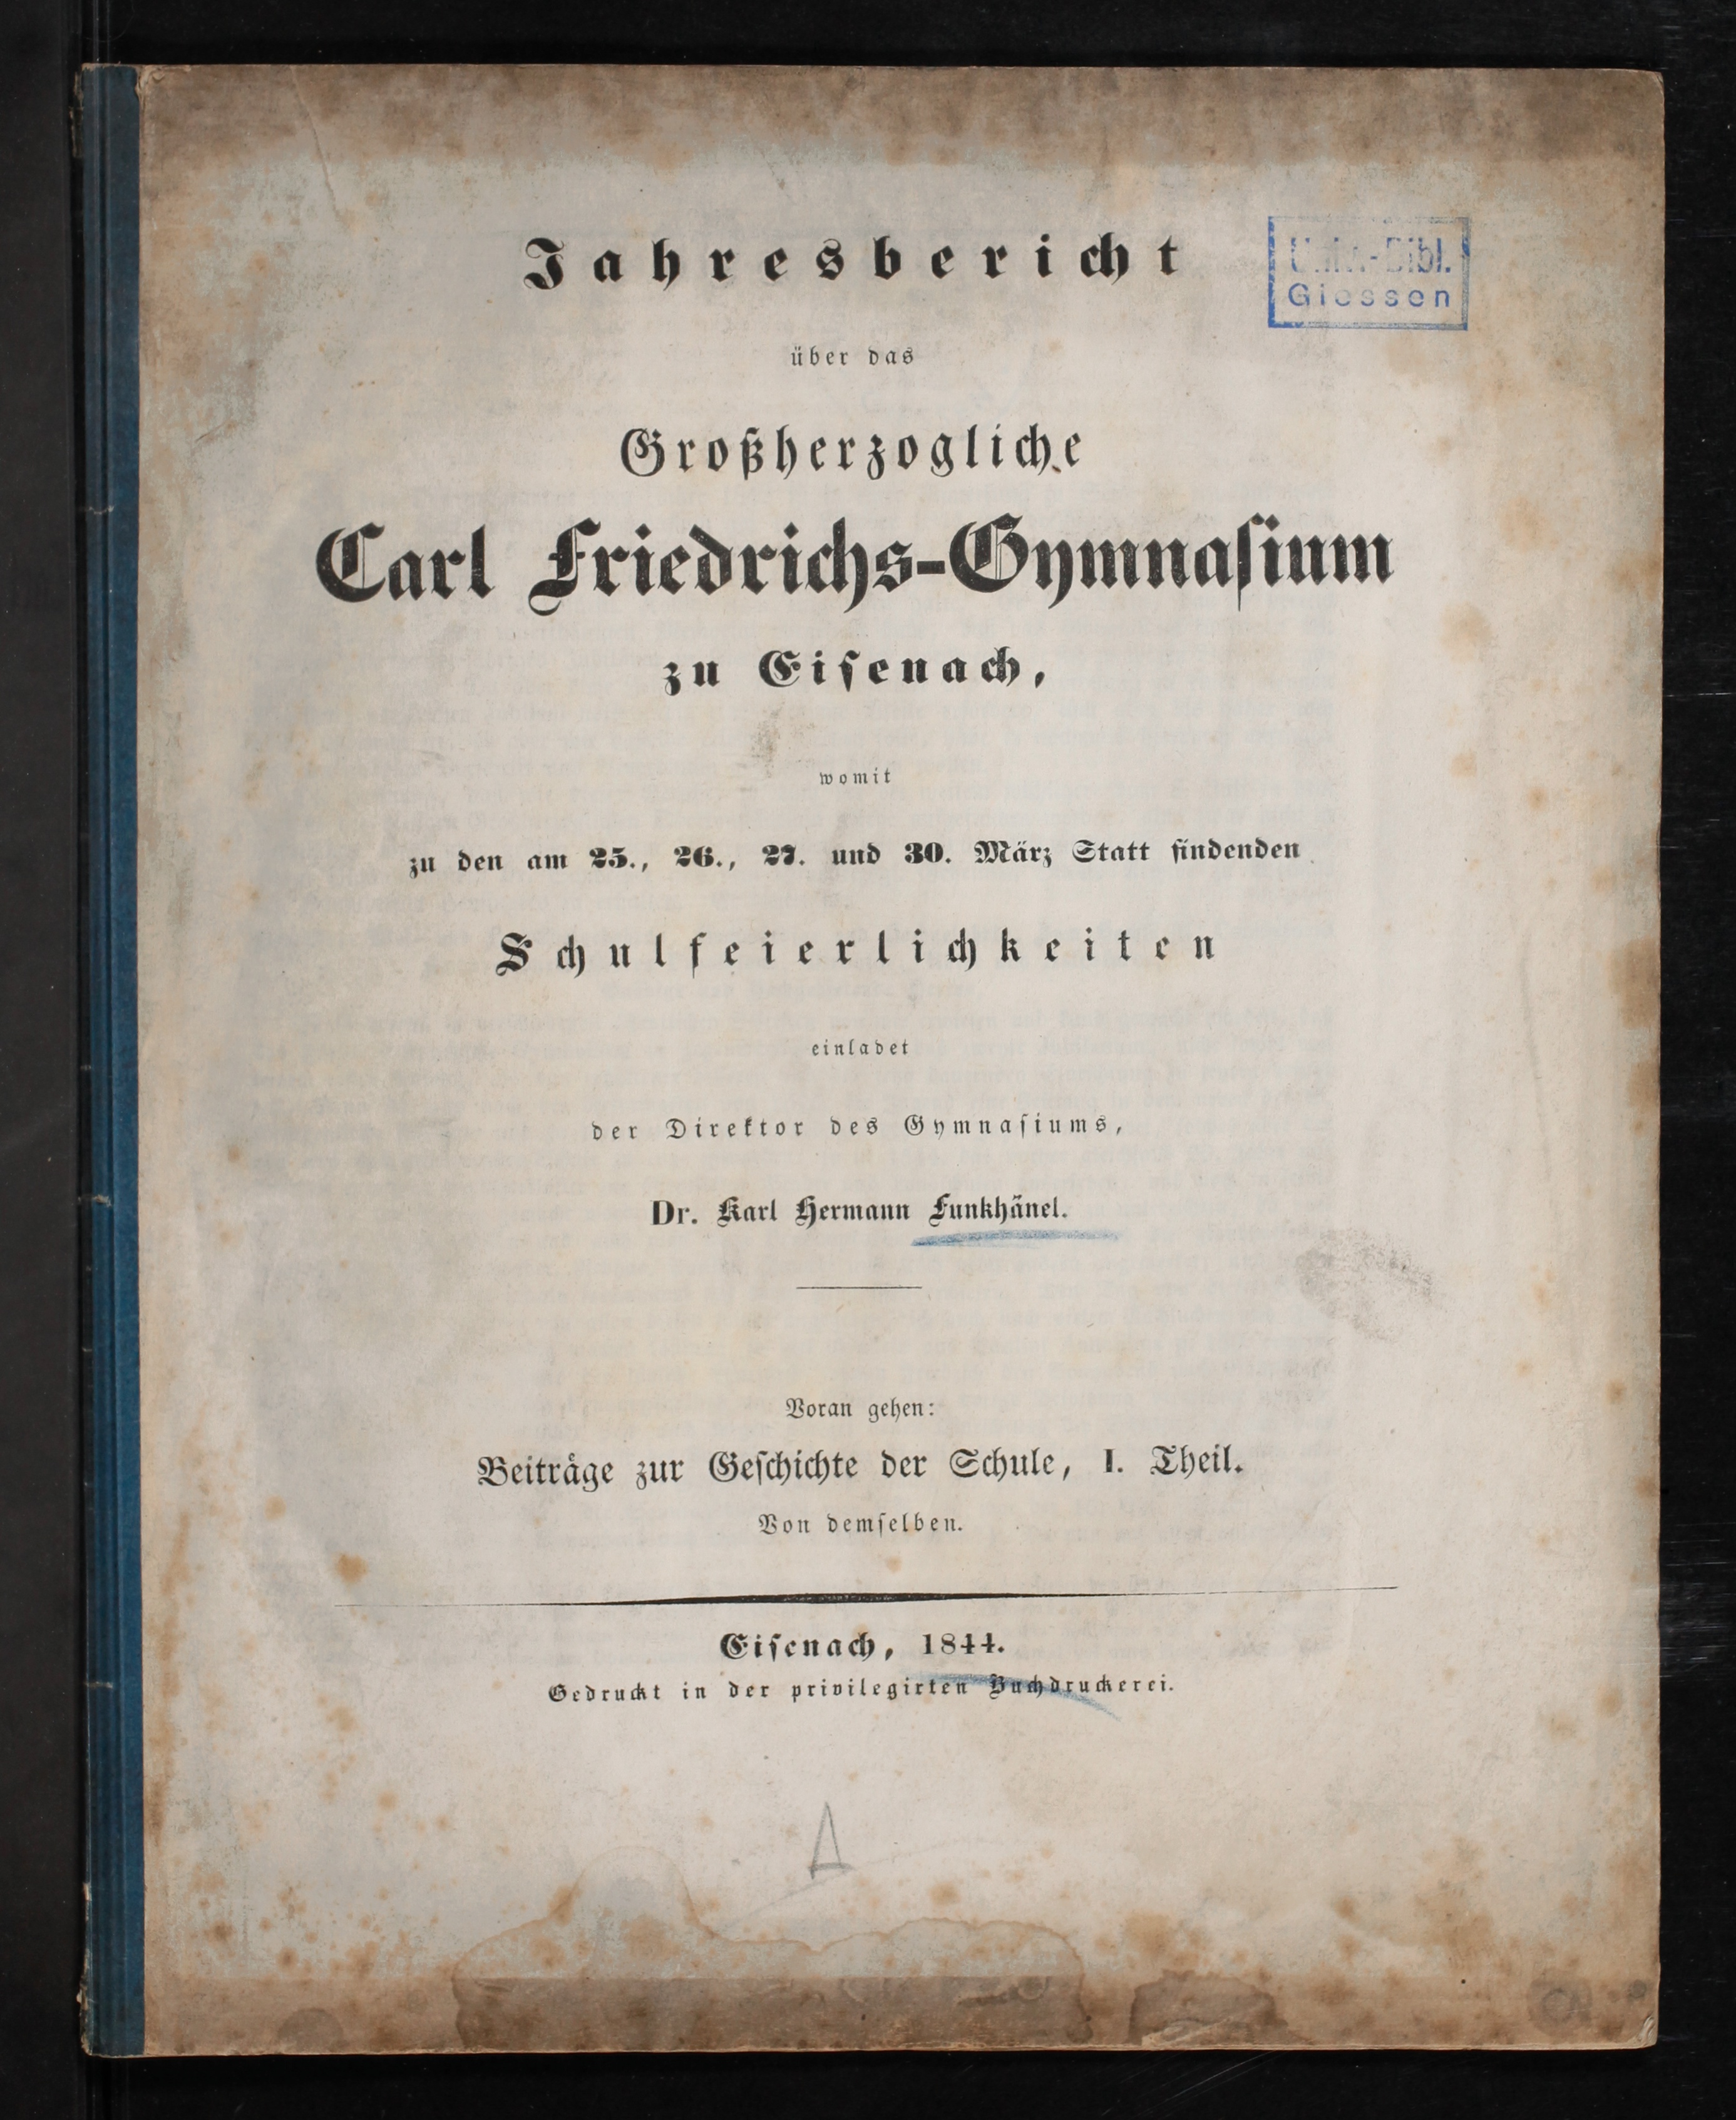 Jahresbericht
Univ.-Bibl.
Giessen
über das
Großherzogliche
Carl Friedrichs-Gymnaſium
zu Eiſenach,
womit
zu den am 25., 26., 27. und 30. März Statt findenden
Schulfeierlichkeiten
einladet
der Direktor des Gymnaſiums,
Dr. Karl Hermann Funkhänel.
Voran gehen:
Beiträge zur Geſchichte der Schule, I. Theil.
Von demſelben.
Eiſenach, 1844.
Gedruckt in der privilegirten Buchdruckerei.